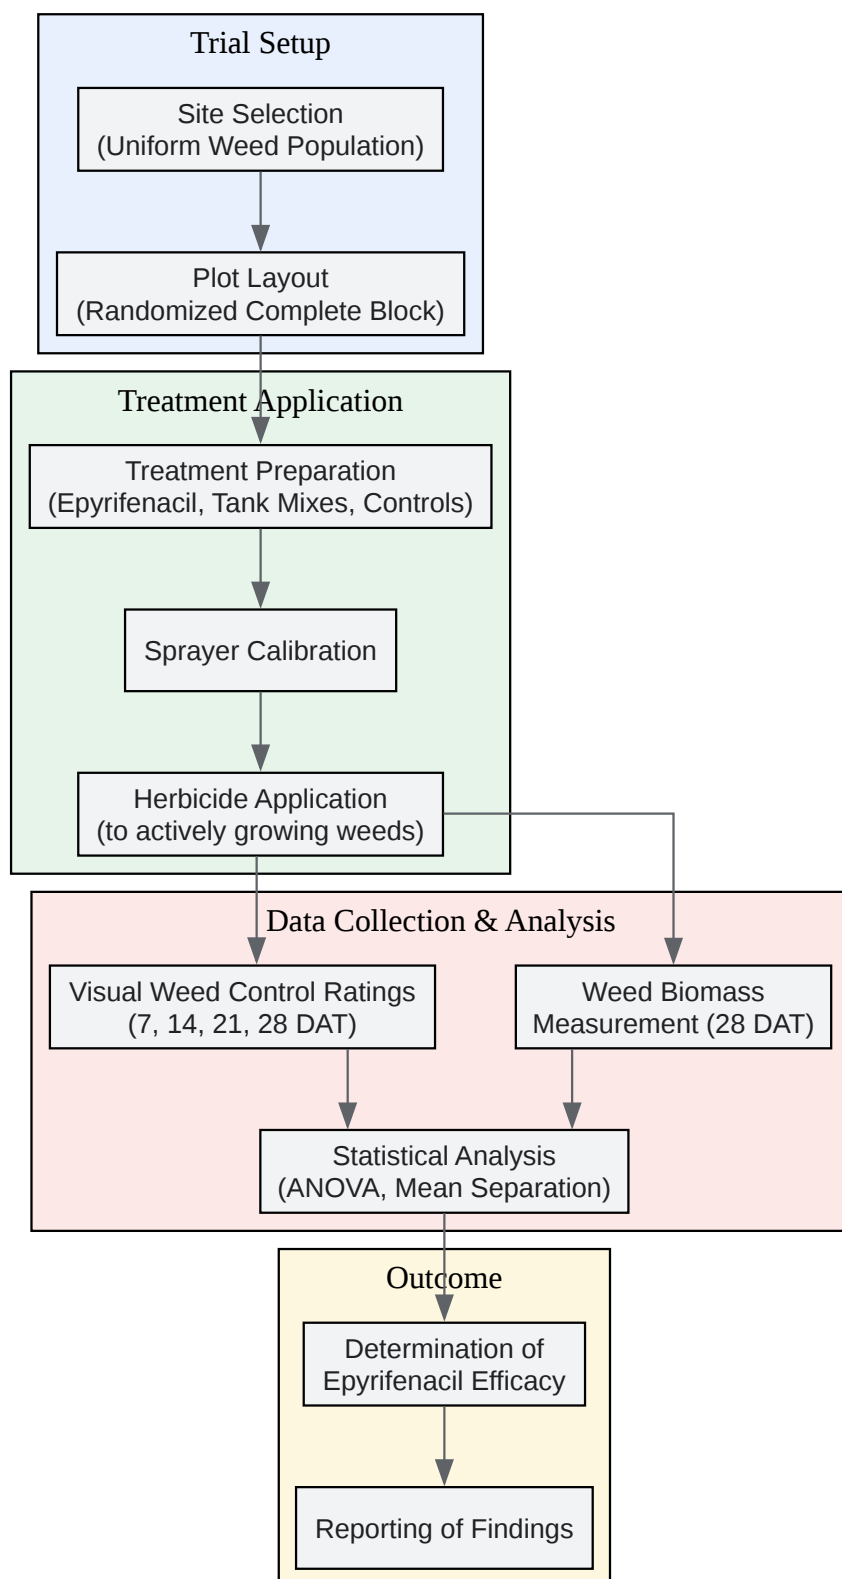 Trial Setup
Site Selection
(Uniform Weed Population)
Plot Layout
(Randomized Complete Block)
Treatment Application
Treatment Preparation
(Epyrifenacil, Tank Mixes, Controls)
Sprayer Calibration
Herbicide Application
(to actively growing weeds)
Data Collection & Analysis
Visual Weed Control Ratings
(7, 14, 21, 28 DAT)
Weed Biomass
Measurement (28 DAT)
Statistical Analysis
(ANOVA, Mean Separation)
Outcome
Determination of
Epyrifenacil Efficacy
Reporting of Findings